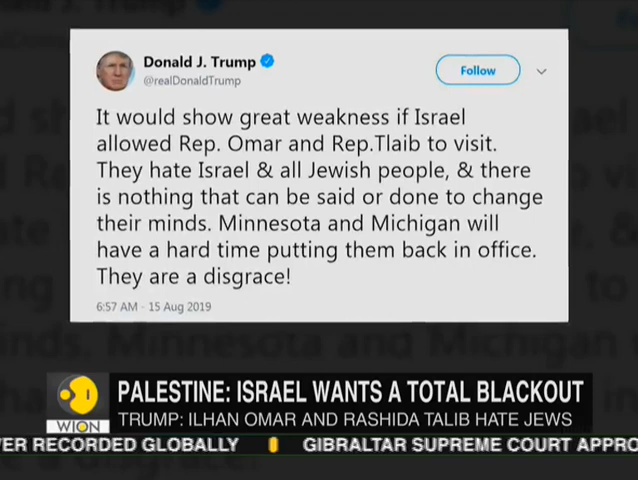 Donald J. Trump
@realDonaldTrump
Follow
It would show great weakness if Israel
allowed Rep. Omar and Rep.Tlaib to visit.
They hate Israel & all Jewish people, & there
is nothing that can be said or done to change
their minds. Minnesota and Michigan will
have a hard time putting them back in office.
They are a disgrace!
6:57 AM - 15 Aug 2019
PALESTINE: ISRAEL WANTS A TOTAL BLACKOUT
WION
TRUMP: ILHAN OMAR AND RASHIDA TALIB HATE JEWS
VER RECORDED GLOBALLY GIBRALTAR SUPREME COURT APPRO